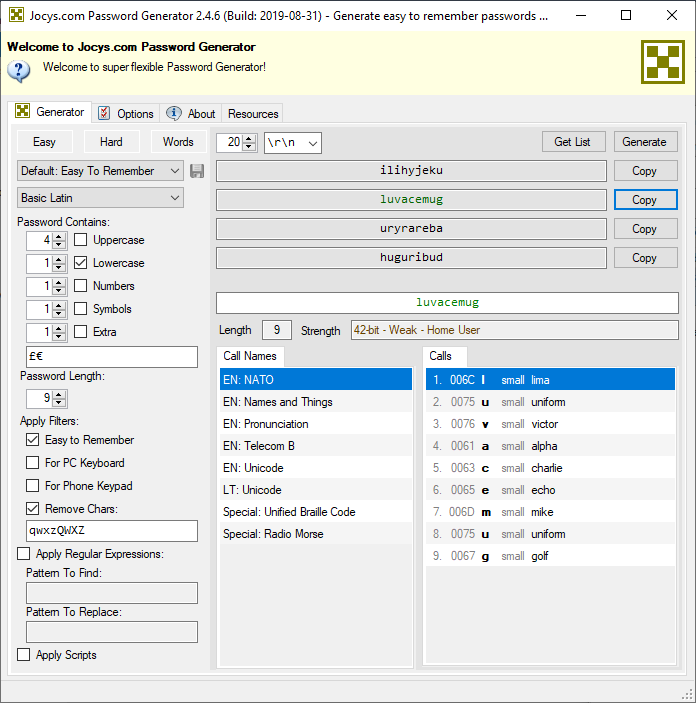 Jocys.com Password Generator 2.4.6 (Build: 2019-08-31) - Generate easy to remember passwords ...
Welcome to Jocys.com Password Generator
Welcome to super flexible Password Generator!
Generator Options About Resources
Easy Hard Words
Default: Easy To Remember
Basic Latin
Password Contains:
4 Uppercase
1 Lowercase
1 Numbers
1 Symbols
1 Extra
£€
Password Length:
9
Apply Filters:
Easy to Remember
For PC Keyboard
For Phone Keypad
Remove Chars:
qwxzQWXZ
Apply Regular Expressions:
Pattern To Find:
Pattern To Replace:
Apply Scripts
20 \r\n Get List Generate
ilihyjeku Copy
luvacemug Copy
uryrareba Copy
huguribud Copy
luvacemug
Length 9 Strength 42-bit - Weak - Home User
Call Names
EN: NATO
EN: Names and Things
EN: Pronunciation
EN: Telecom B
EN: Unicode
LT: Unicode
Special: Unified Braille Code
Special: Radio Morse
Calls
1. 006C l small lima
2. 0075 u small uniform
3. 0076 v small victor
4. 0061 a small alpha
5. 0063 c small charlie
6. 0065 e small echo
7. 006D m small mike
8. 0075 u small uniform
9. 0067 g small golf